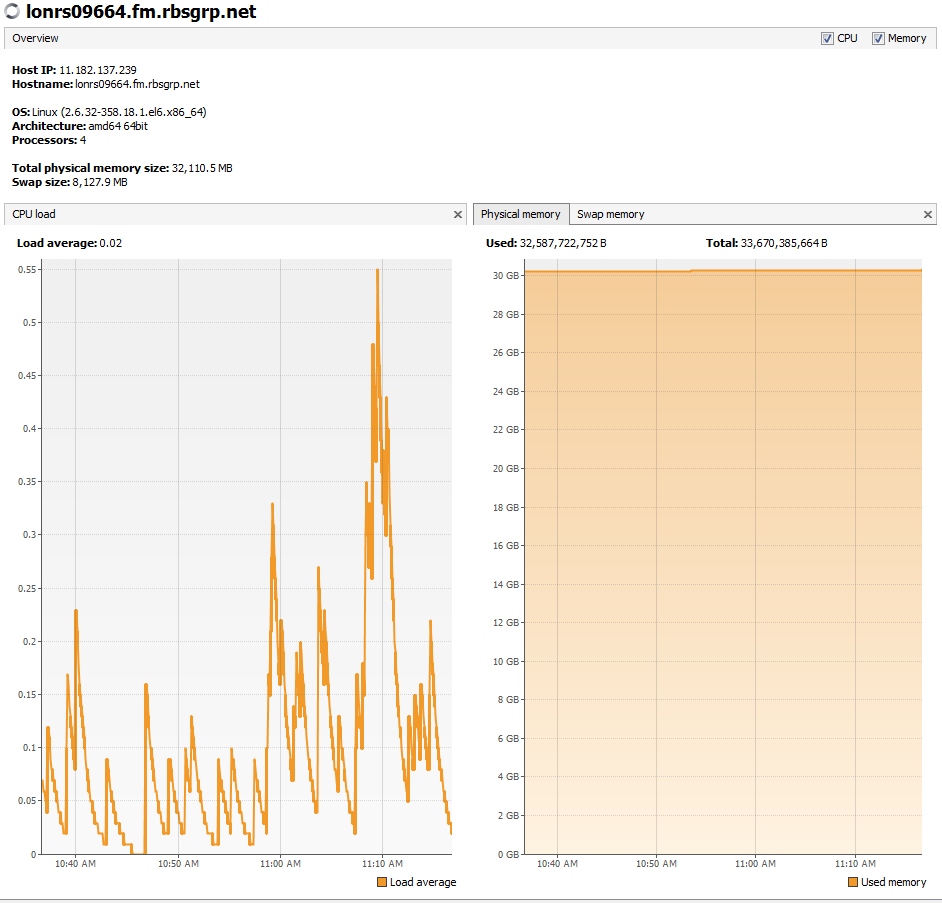 lonrs09664.fm.rbsgrp.net
Overview CPU Memory
Host IP: 11.182.137.239
Hostname: lonrs09664.fm.rbsgrp.net
OS: Linux (2.6.32-358.18.1.el6.x86_64)
Architecture: amd64 64bit
Processors: 4
Total physical memory size: 32,110.5 MB
Swap size: 8,127.9 MB
CPU load
Load average: 0.02
0.55
0.5
0.45
0.4
0.35
0.3
0.25
0.2
0.15
0.1
0.05
0
10:40 AM 10:50 AM 11:00 AM 11:10 AM
Load average
Physical memory Swap memory
Used: 32,587,722,752 B Total: 33,670,385,664 B
30 GB
28 GB
26 GB
24 GB
22 GB
20 GB
18 GB
16 GB
14 GB
12 GB
10 GB
8 GB
6 GB
4 GB
2 GB
0 GB
10:40 AM 10:50 AM 11:00 AM 11:10 AM
Used memory